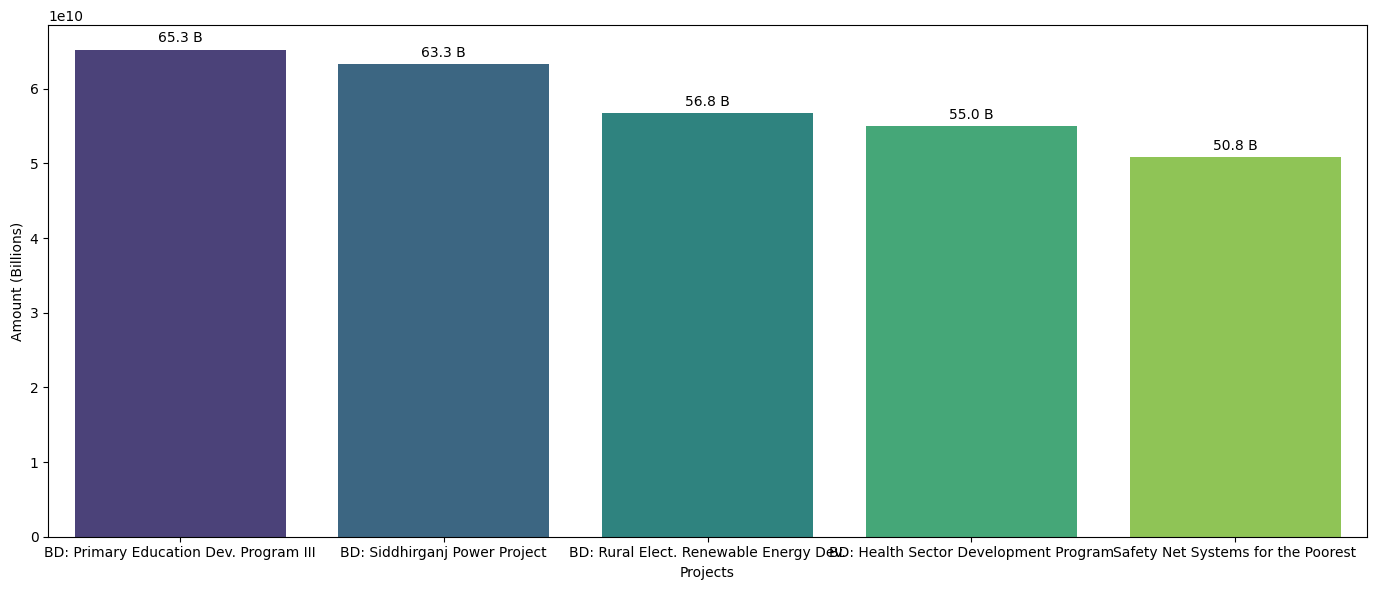 1e10
65.3 B
63.3 B
56.8 B
55.0 B
50.8 B
6
5
4
3
2
1
0
Amount (Billions)
BD: Primary Education Dev. Program III
BD: Siddhirganj Power Project
BD: Rural Elect. Renewable Energy Dev.
BD: Health Sector Development Program
Safety Net Systems for the Poorest
Projects